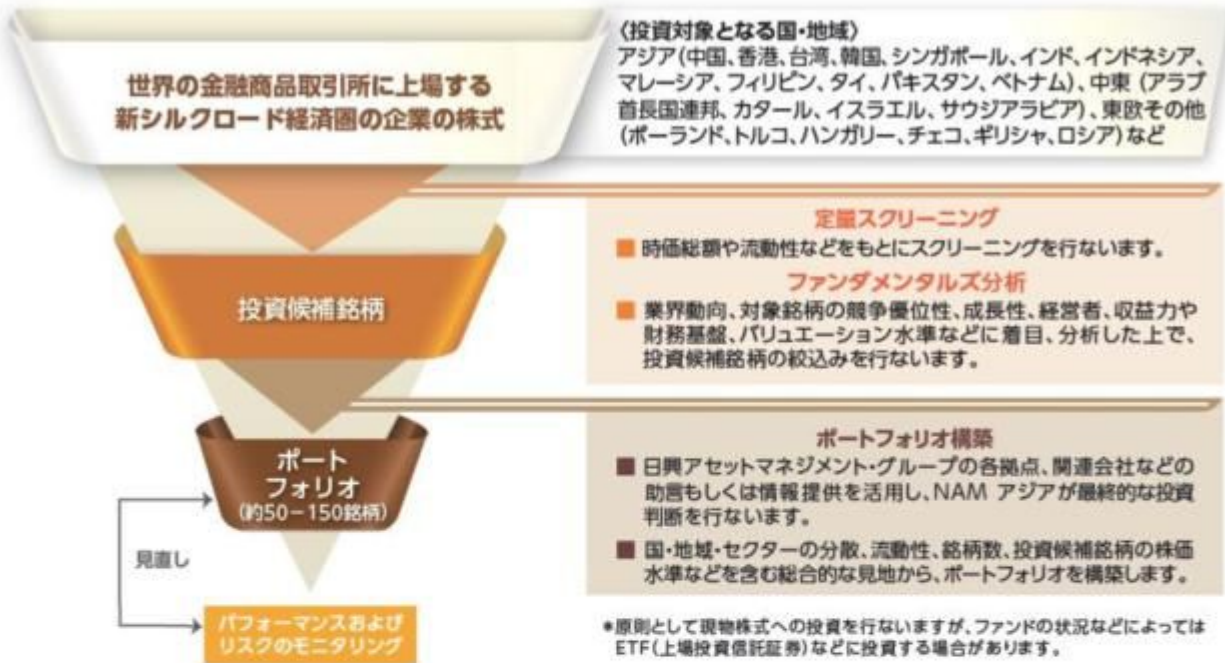 世界の金融商品取引所に上場する
新シルクロード経済圏の企業の株式
〈投資対象となる国・地域〉
アジア(中国、香港、台湾、韓国、シンガポール、インド、インドネシア、
マレーシア、フィリピン、タイ、パキスタン、ベトナム)、中東 (アラブ
首長国連邦、カタール、イスラエル、サウジアラビア)、東欧その他
(ポーランド、トルコ、ハンガリー、チェコ、ギリシャ、ロシア)など
定量スクリーニング
■ 時価総額や流動性などをもとにスクリーニングを行ないます。
ファンダメンタルズ分析
■ 業界動向、対象銘柄の競争優位性、成長性、経営者、収益力や
財務基盤、バリュエーション水準などに着目、分析した上で、
投資候補銘柄の絞込みを行ないます。
投資候補銘柄
ポートフォリオ構築
■ 日興アセットマネジメント・グループの各拠点、関連会社などの
助言もしくは情報提供を活用し、NAM アジアが最終的な投資
判断を行ないます。
■ 国・地域・セクターの分散、流動性、銘柄数、投資候補銘柄の株価
水準などを含む総合的な見地から、ポートフォリオを構築します。
ポート
フォリオ
(約50−150銘柄)
見直し
パフォーマンスおよび
リスクのモニタリング
*原則として現物株式への投資を行ないますが、ファンドの状況などによっては
ETF(上場投資信託証券)などに投資する場合があります。